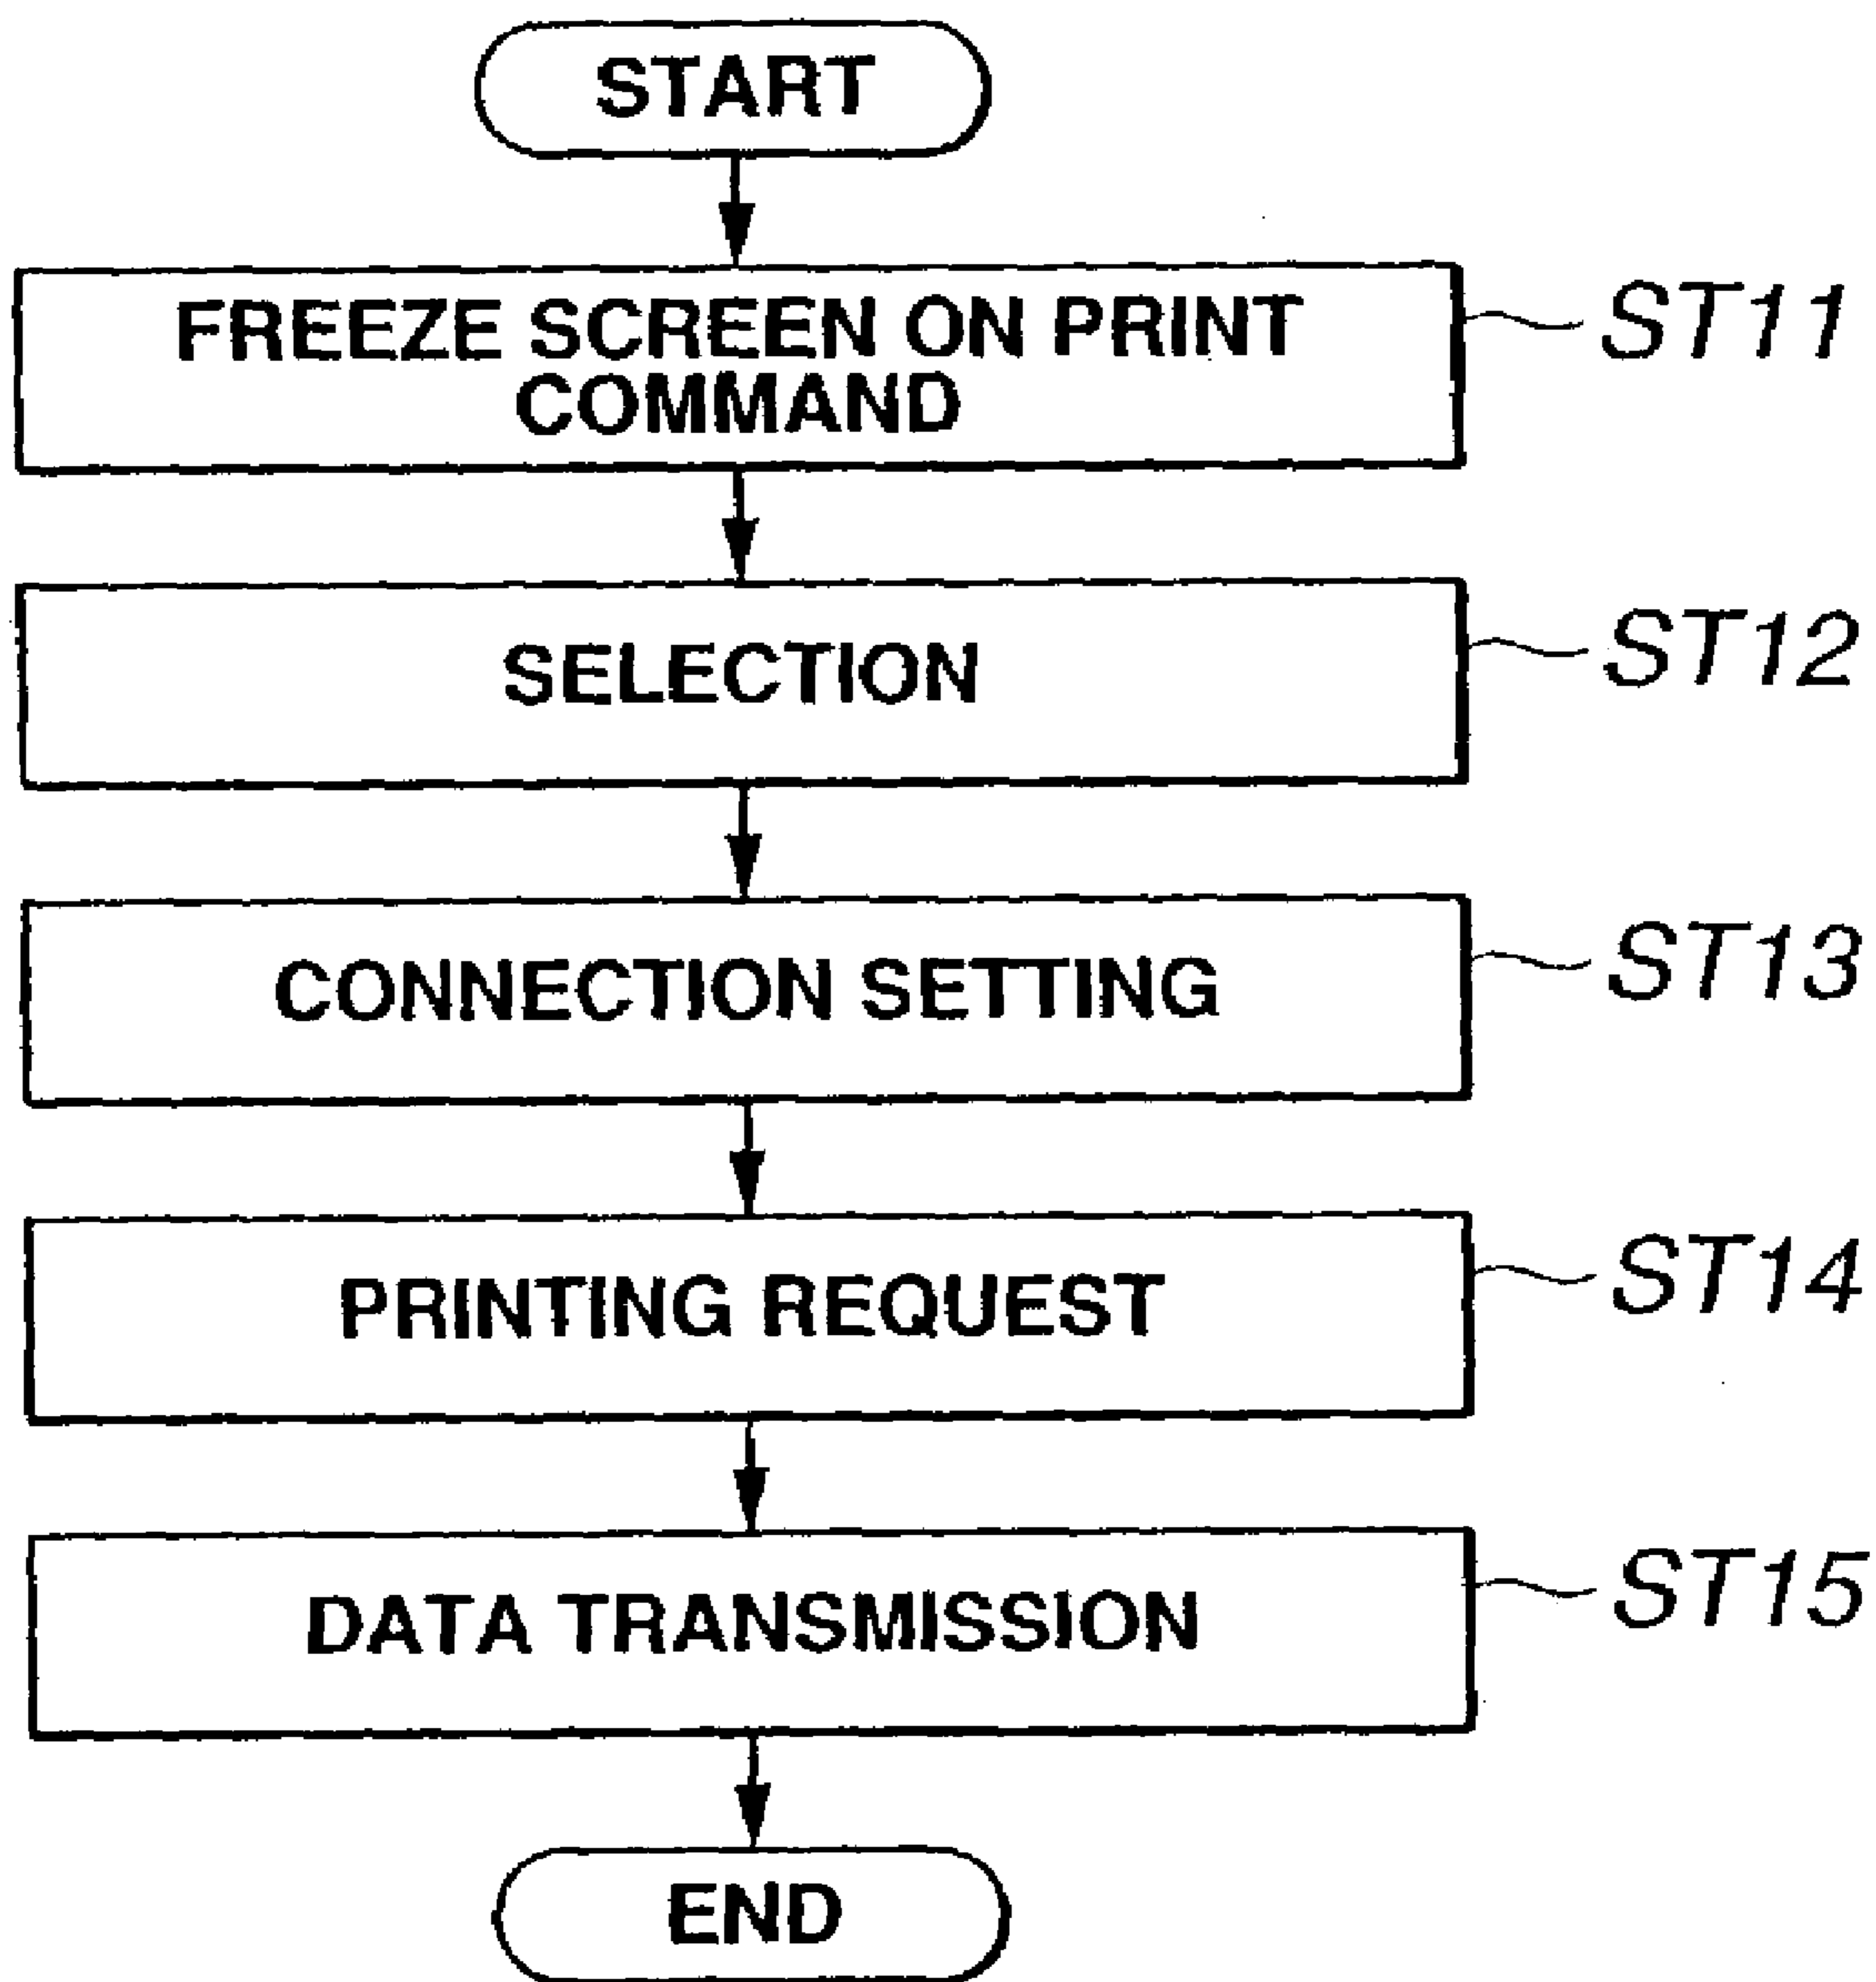 START
FREEZE SCREEN ON PRINT
COMMAND
ST11
SELECTION
ST12
CONNECTION SETTING
ST13
PRINTING REQUEST
ST14
DATA TRANSMISSION
ST15
END